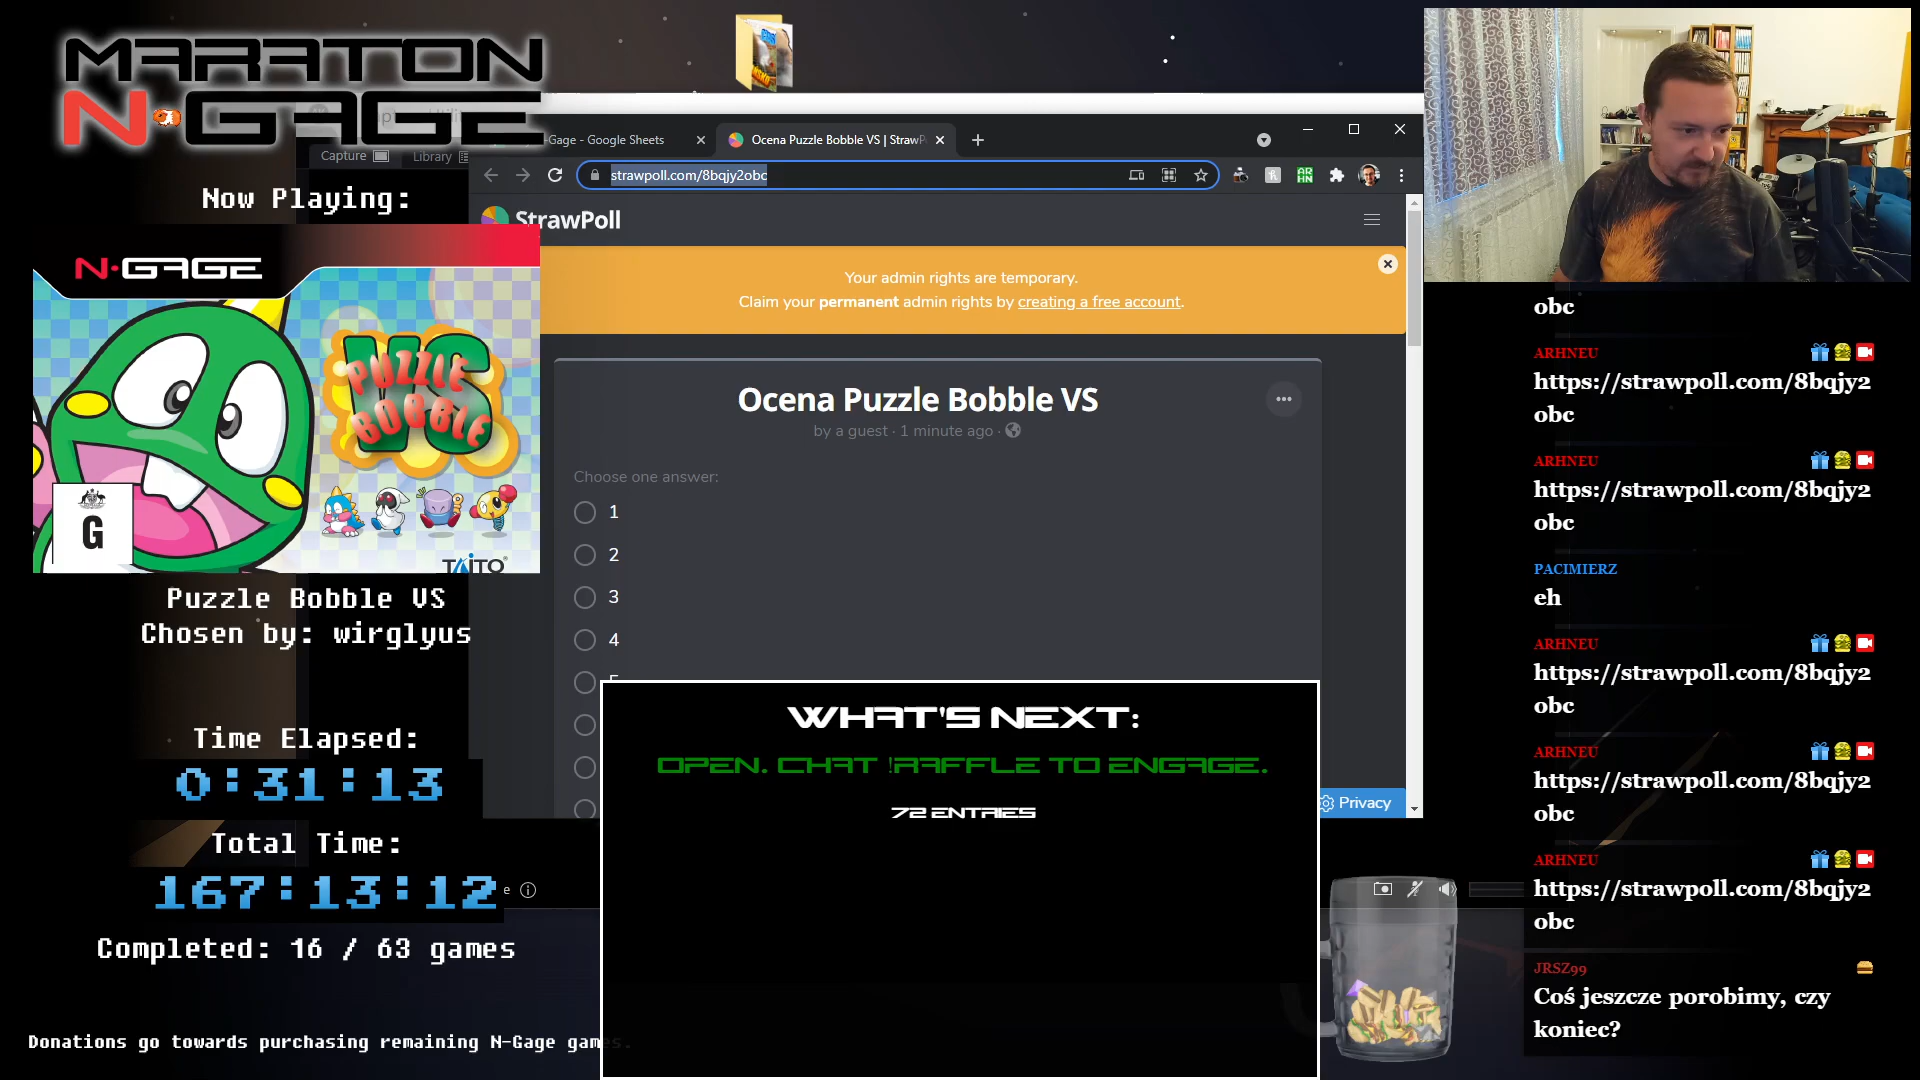 MARATON
N-GAGE
Now Playing:
N-GAGE
VS
PUZZLE
BOBBLE
G
TAITO
Puzzle Bobble VS
Chosen by: wirglyus
Time Elapsed:
0:31:13
Total Time:
167:13:12
Completed: 16 / 63 games
Donations go towards purchasing remaining N-Gage games.
Capture
Library
-Gage - Google Sheets
Ocena Puzzle Bobble VS | StrawP
strawpoll.com/8bqjy2obc
StrawPoll
Your admin rights are temporary.
Claim your permanent admin rights by creating a free account.
Ocena Puzzle Bobble VS
by a guest · 1 minute ago ·
Choose one answer:
1
2
3
4
WHAT'S NEXT:
OPEN. CHAT !RAFFLE TO ENGAGE.
72 ENTRIES
Privacy
obc
ARHNEU
https://strawpoll.com/8bqjy2
obc
ARHNEU
https://strawpoll.com/8bqjy2
obc
PACIMIERZ
eh
ARHNEU
https://strawpoll.com/8bqjy2
obc
ARHNEU
https://strawpoll.com/8bqjy2
obc
ARHNEU
https://strawpoll.com/8bqjy2
obc
JRSZ99
Coś jeszcze porobimy, czy
koniec?